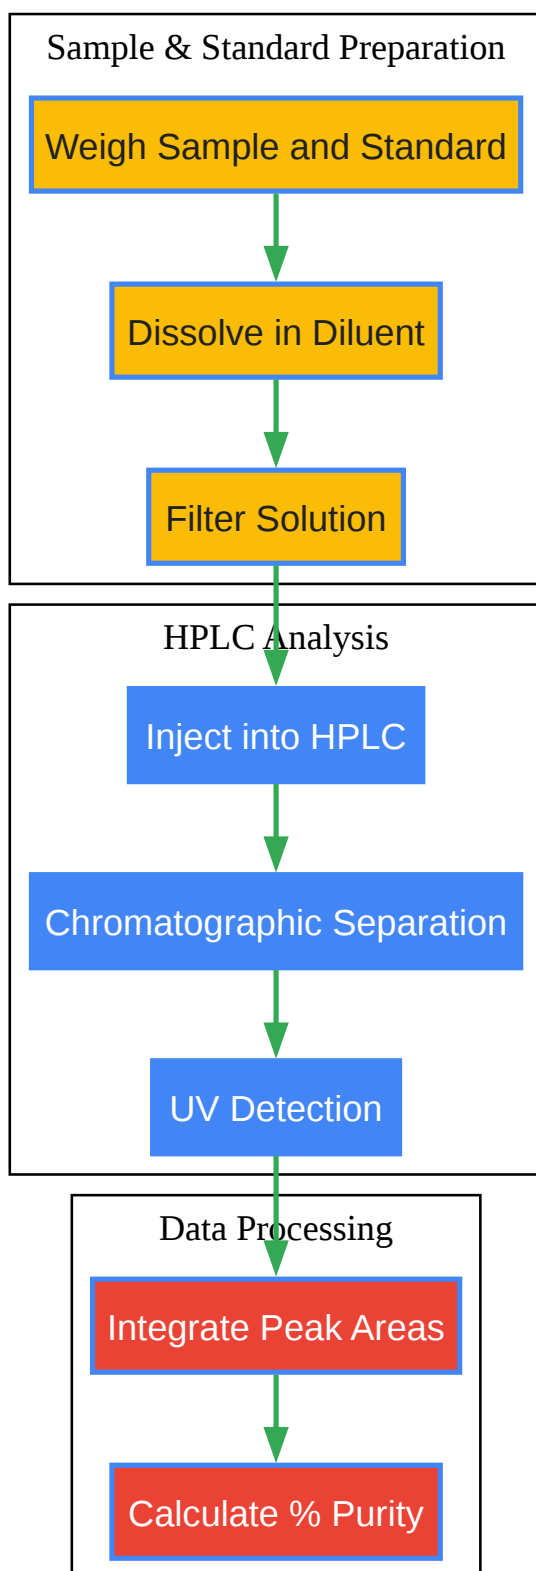 Sample & Standard Preparation
Weigh Sample and Standard
Dissolve in Diluent
Filter Solution
HPLC Analysis
Inject into HPLC
Chromatographic Separation
UV Detection
Data Processing
Integrate Peak Areas
Calculate % Purity